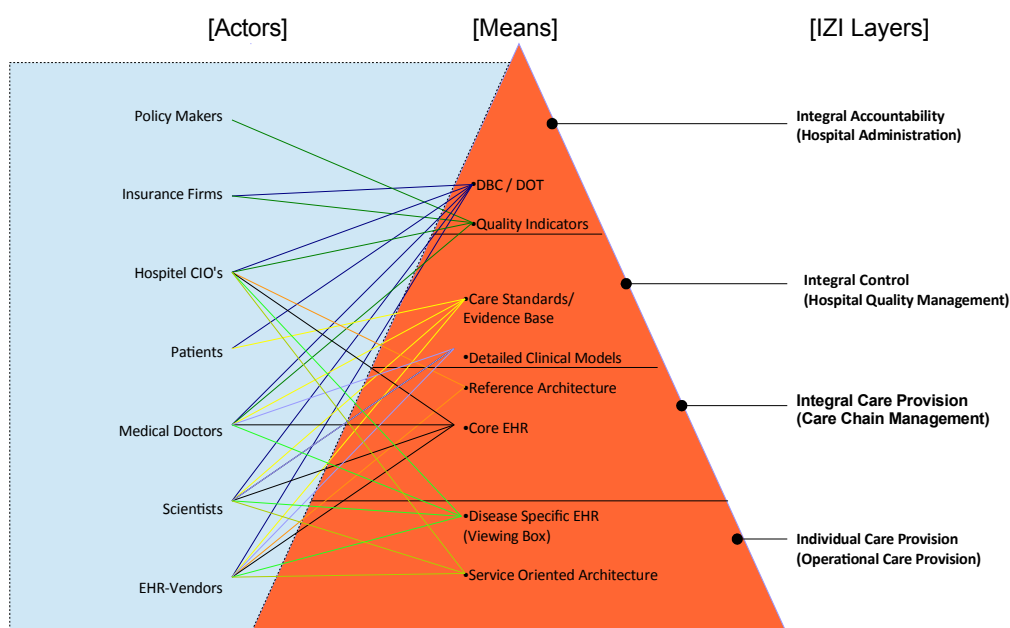 [Actors]
[Means]
[IZI Layers]
Policy Makers
Insurance Firms
Hospitel CIO's
Patients
Medical Doctors
Scientists
EHR-Vendors
•DBC / DOT
•Quality Indicators
•Care Standards/
Evidence Base
•Detailed Clinical Models
•Reference Architecture
•Core EHR
•Disease Specific EHR
(Viewing Box)
•Service Oriented Architecture
Integral Accountability
(Hospital Administration)
Integral Control
(Hospital Quality Management)
Integral Care Provision
(Care Chain Management)
Individual Care Provision
(Operational Care Provision)